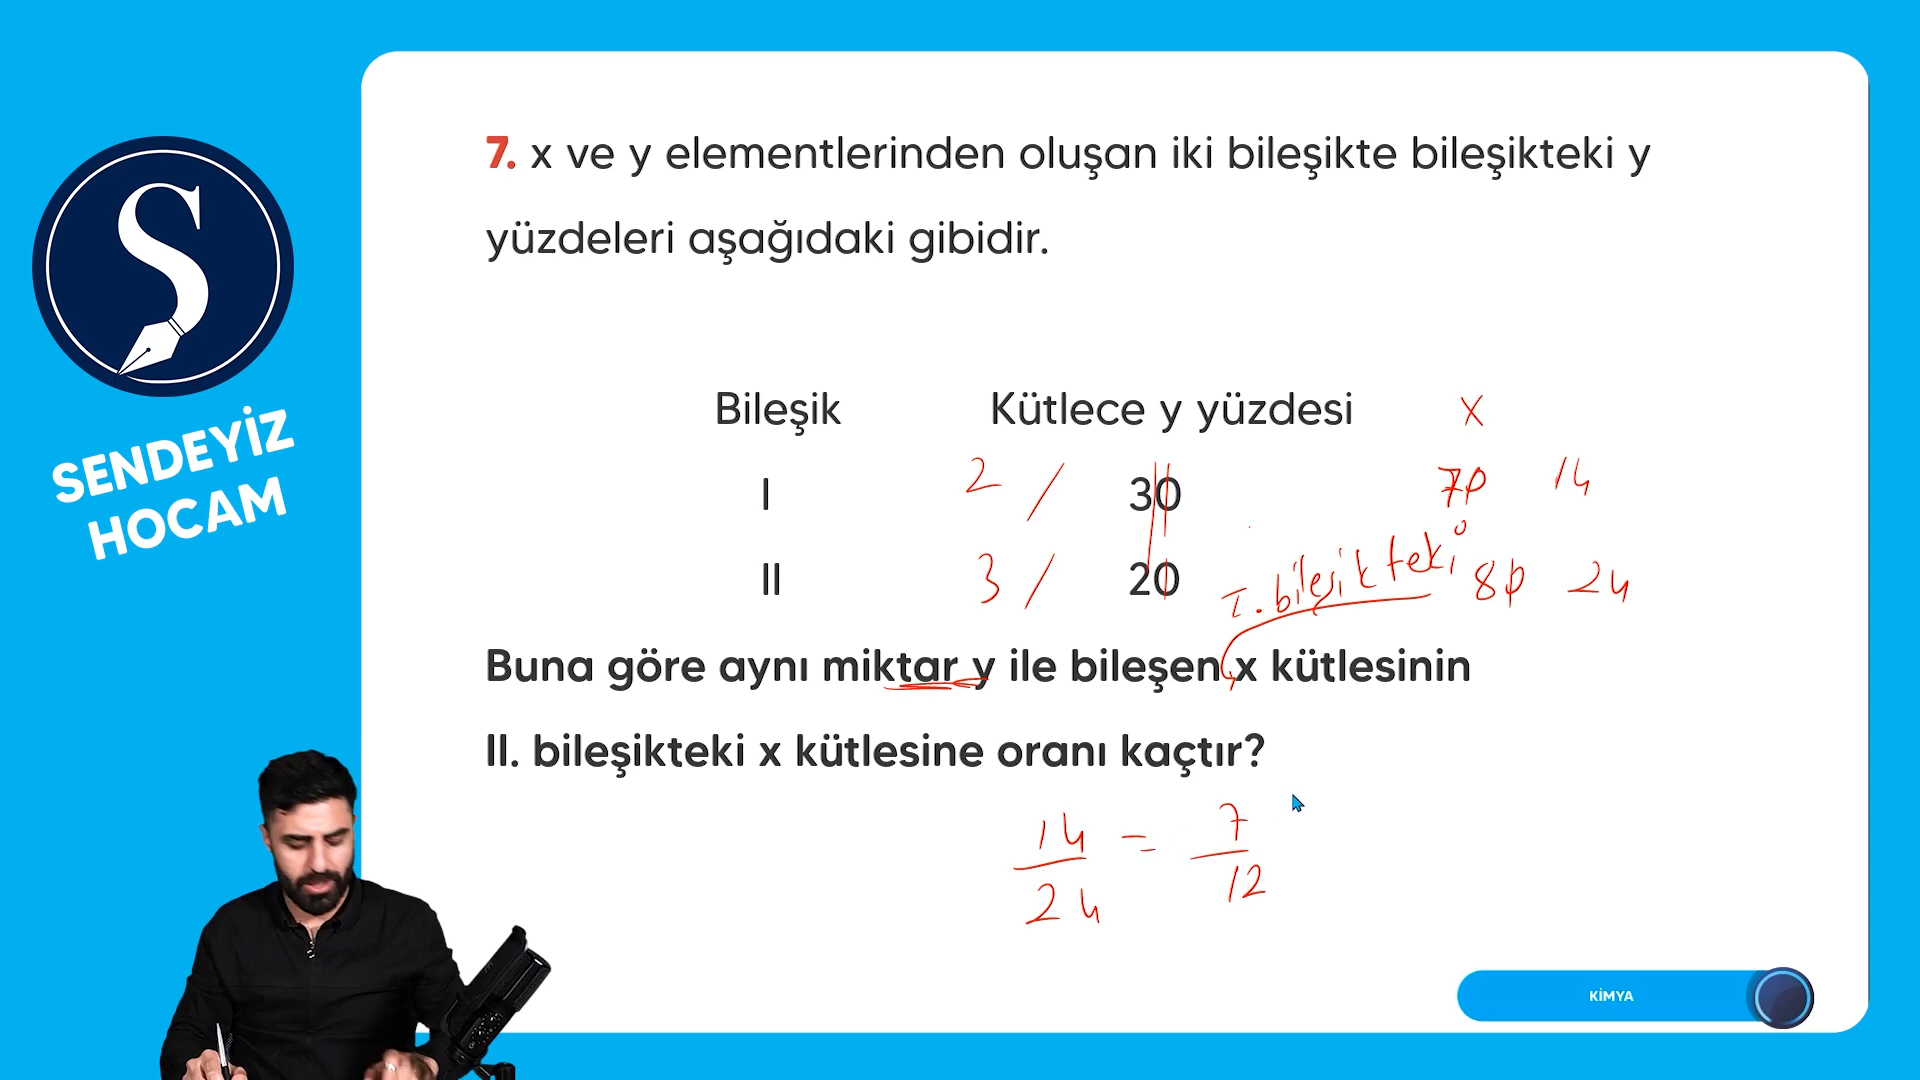 SENDEYİZ
HOCAM
7. x ve y elementlerinden oluşan iki bileşikte bileşikteki y
yüzdeleri aşağıdaki gibidir.
Bileşik Kütlece y yüzdesi x
I 2 / 30 70 14
II 3 / 20 80 24
I. bileşikteki
Buna göre aynı miktar y ile bileşen x kütlesinin
II. bileşikteki x kütlesine oranı kaçtır?
14/24 = 7/12
KİMYA